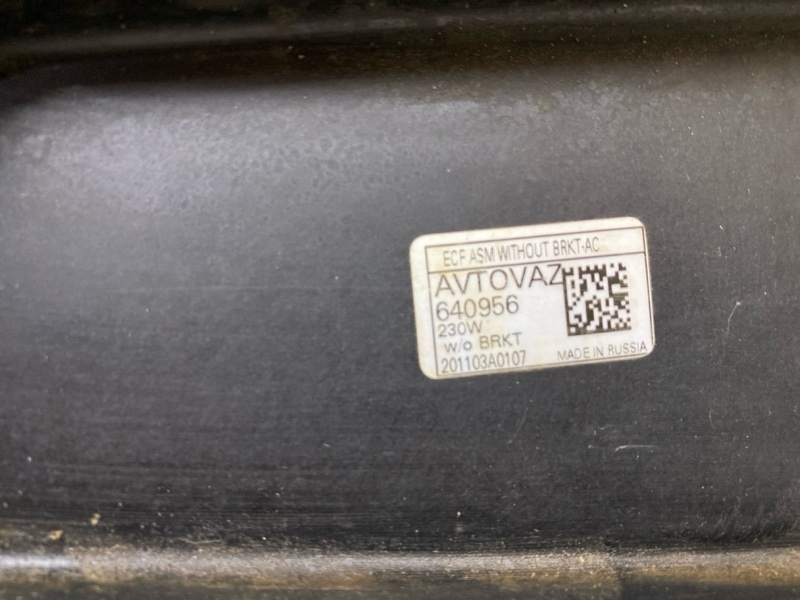 ECF ASM WITHOUT BRKT-AC
AVTOVAZ
640956
230W
w/o BRKT
201103A0107
MADE IN RUSSIA